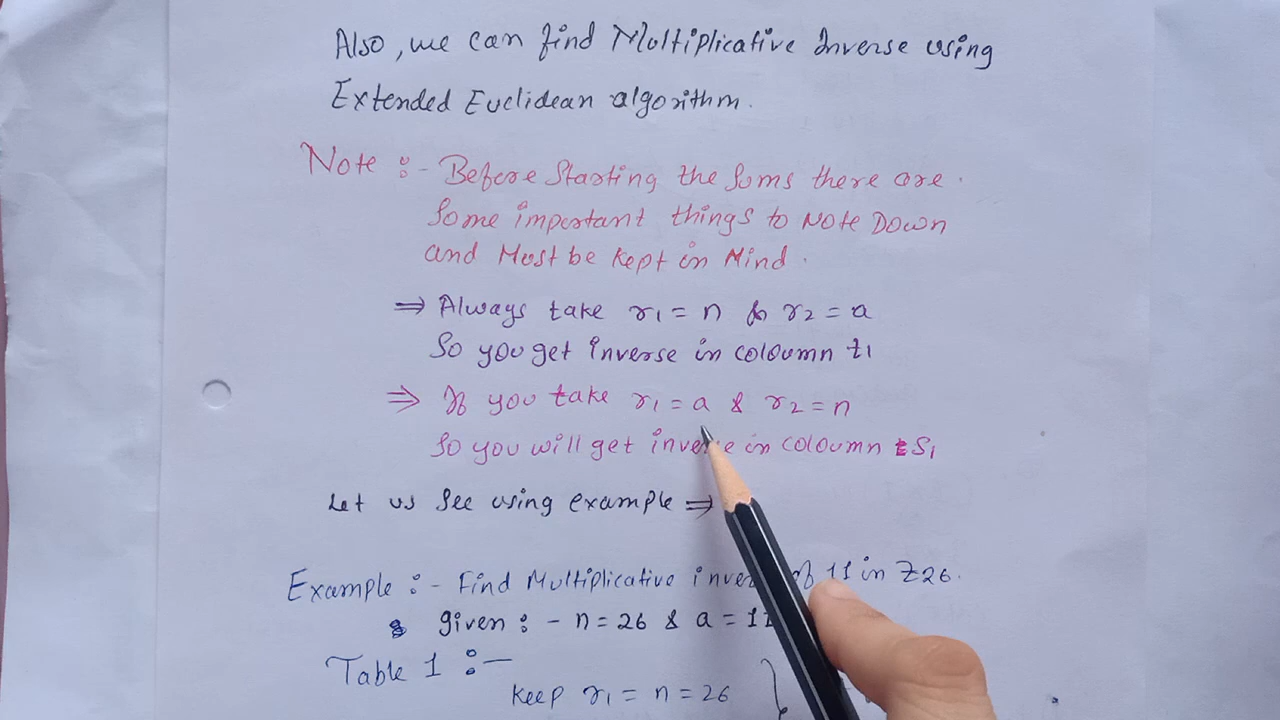 Also, we can find Multiplicative Inverse using
Extended Euclidean algorithm.
Note :- Before Starting the Sums there are.
Some important things to Note Down
and Must be kept in Mind.
⇒ Always take r1 = n & r2 = a
So you get inverse in coloumn t1
⇒ If you take r1 = a & r2 = n
So you will get inverse in coloumn S1
Let us See using example ⇒
Example :- Find Multiplicative of 11 in Z26.
given :- n = 26 & a = 11
Table 1 :-
Keep r1 = n = 26 }